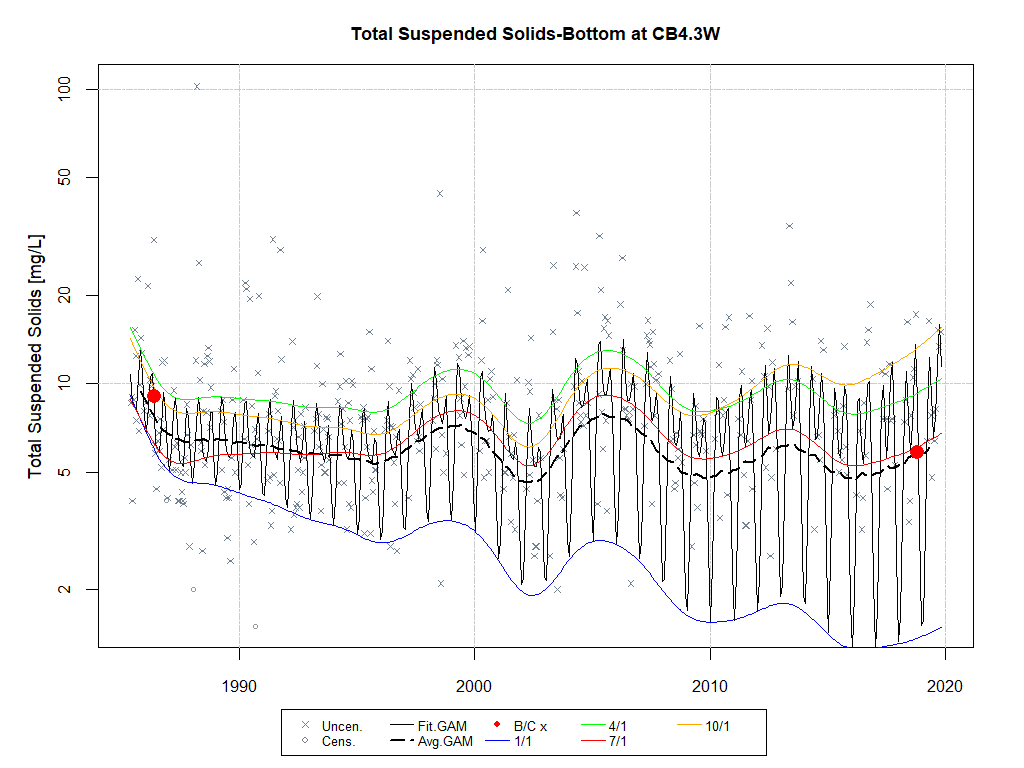 Total Suspended Solids-Bottom at CB4.3W
Total Suspended Solids [mg/L]
100
50
20
10
5
2
1990
2000
2010
2020
Uncen. Fit.GAM B/C x 4/1 10/1
Cens. Avg.GAM 1/1 7/1